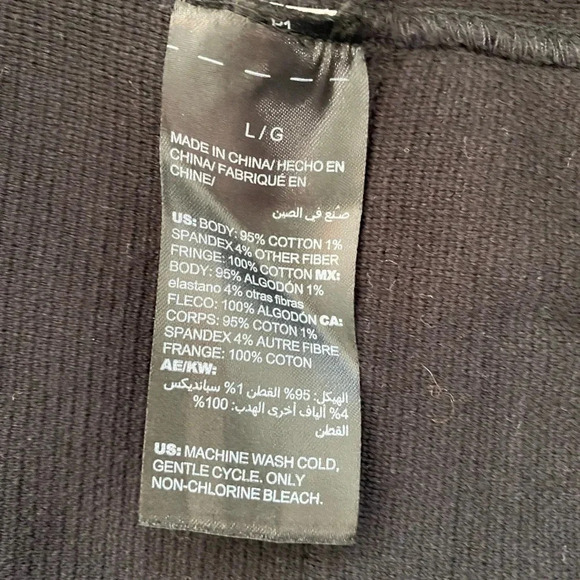 L/G
MADE IN CHINA/ HECHO EN
CHINA/ FABRIQUÉ EN
CHINE/
صنع في الصين
US: BODY: 95% COTTON 1%
SPANDEX 4% OTHER FIBER
FRINGE: 100% COTTON MX:
BODY: 95% ALGODÓN 1%
elastano 4% otras fibras
FLECO: 100% ALGODÓN CA:
CORPS: 95% COTON 1%
SPANDEX 4% AUTRE FIBRE
FRANGE: 100% COTON
AE/KW:
الهيكل: 95% القطن 1% سبانديكس
4% ألياف أخرى الهدب: 100%
القطن
US: MACHINE WASH COLD,
GENTLE CYCLE. ONLY
NON-CHLORINE BLEACH.